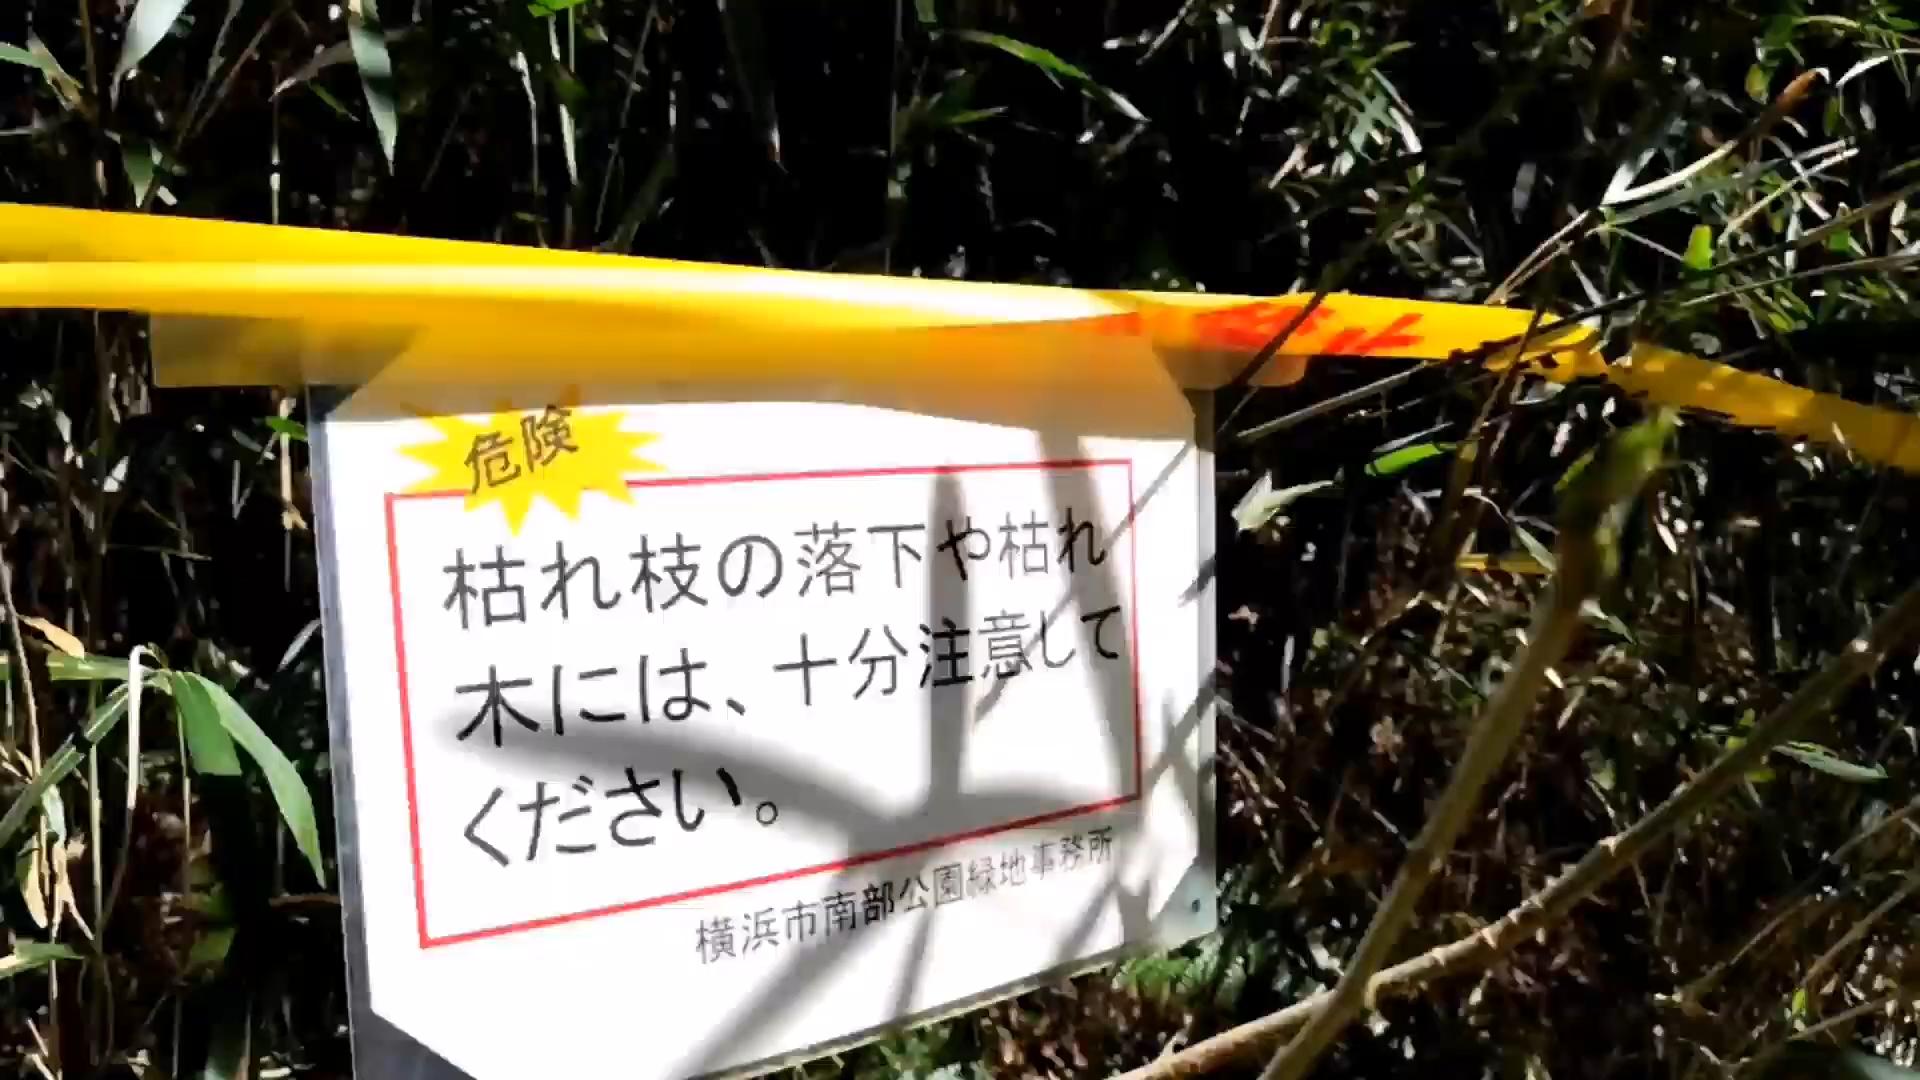 危険
枯れ枝の落下や枯れ
木には、十分注意して
ください。
横浜市南部公園緑地事務所